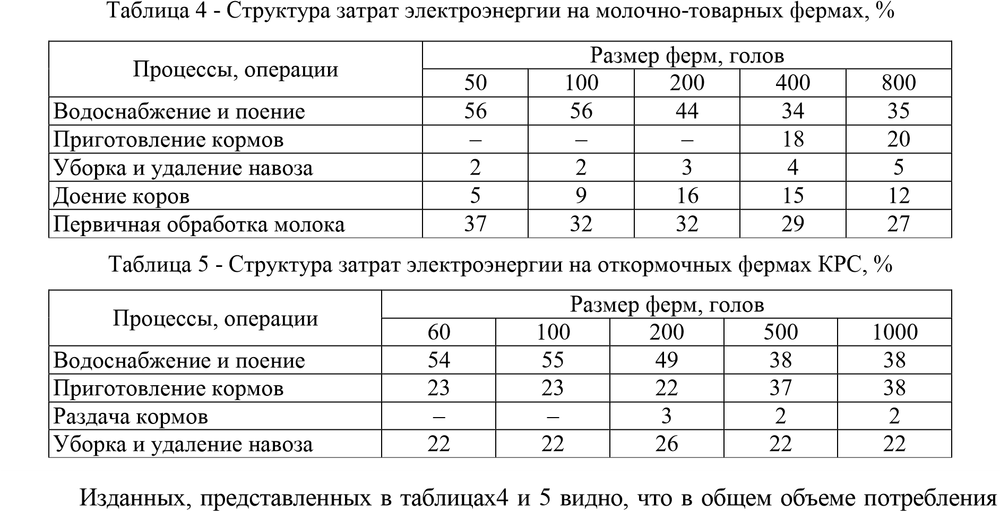 Таблица 4 - Структура затрат электроэнергии на молочно-товарных фермах, %
Процессы, операции
Размер ферм, голов
50 100 200 400 800
Водоснабжение и поение 56 56 44 34 35
Приготовление кормов – – – 18 20
Уборка и удаление навоза 2 2 3 4 5
Доение коров 5 9 16 15 12
Первичная обработка молока 37 32 32 29 27
Таблица 5 - Структура затрат электроэнергии на откормочных фермах КРС, %
Процессы, операции
Размер ферм, голов
60 100 200 500 1000
Водоснабжение и поение 54 55 49 38 38
Приготовление кормов 23 23 22 37 38
Раздача кормов – – 3 2 2
Уборка и удаление навоза 22 22 26 22 22
Изданных, представленных в таблицах4 и 5 видно, что в общем объеме потребления